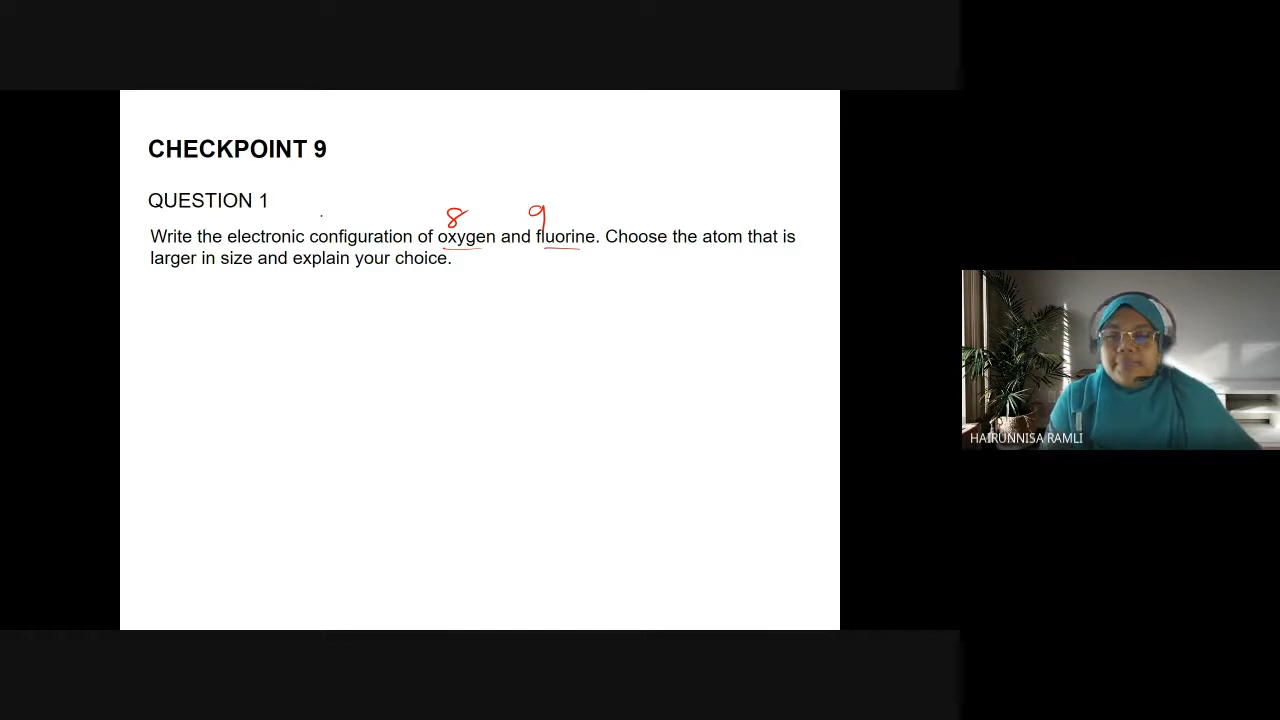 CHECKPOINT 9
QUESTION 1
8 9
Write the electronic configuration of oxygen and fluorine. Choose the atom that is
larger in size and explain your choice.
HAIRUNNISA RAMLI